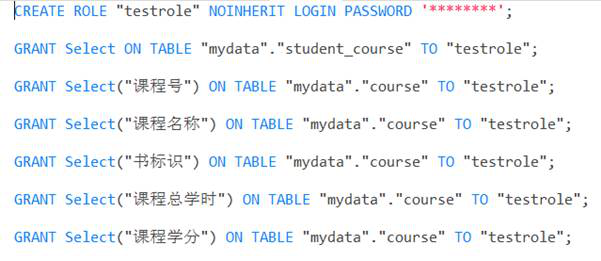 CREATE ROLE "testrole" NOINHERIT LOGIN PASSWORD '********';
GRANT Select ON TABLE "mydata"."student_course" TO "testrole";
GRANT Select("课程号") ON TABLE "mydata"."course" TO "testrole";
GRANT Select("课程名称") ON TABLE "mydata"."course" TO "testrole";
GRANT Select("书标识") ON TABLE "mydata"."course" TO "testrole";
GRANT Select("课程总学时") ON TABLE "mydata"."course" TO "testrole";
GRANT Select("课程学分") ON TABLE "mydata"."course" TO "testrole";